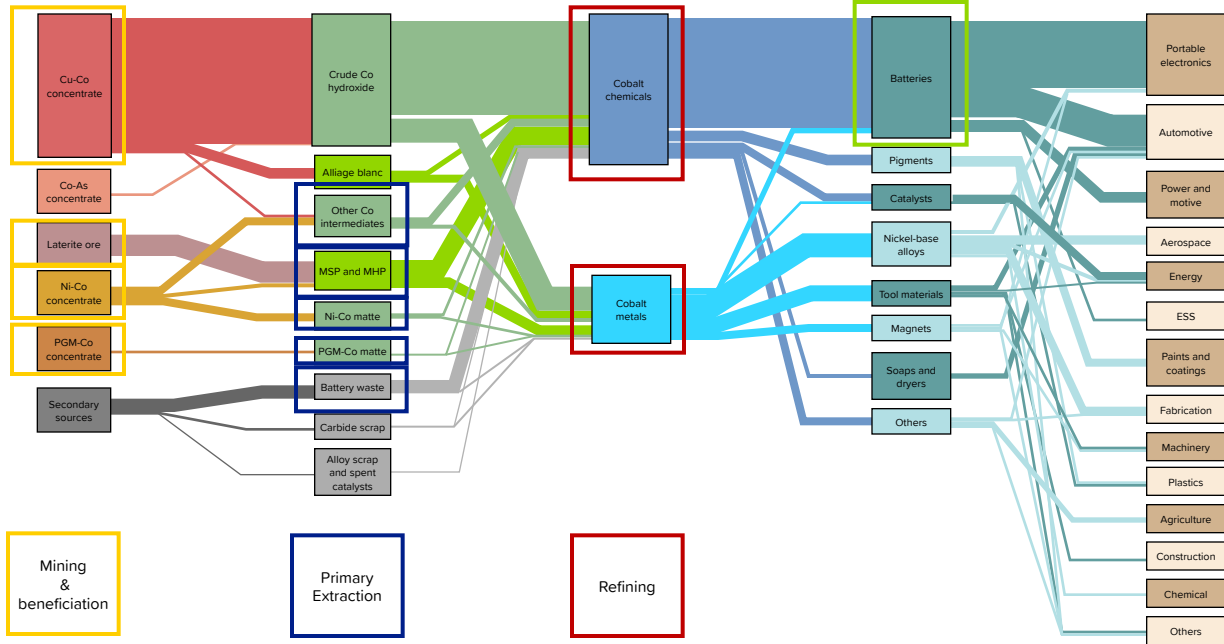 Cu-Co
concentrate
Co-As
concentrate
Laterite ore
Ni-Co
concentrate
PGM-Co
concentrate
Secondary
sources
Mining
&
beneficiation
Crude Co
hydroxide
Alliage blanc
Other Co
intermediates
MSP and MHP
Ni-Co matte
PGM-Co matte
Battery waste
Carbide scrap
Alloy scrap
and spent
catalysts
Primary
Extraction
Cobalt
chemicals
Cobalt
metals
Refining
Batteries
Pigments
Catalysts
Nickel-base
alloys
Tool materials
Magnets
Soaps and
dryers
Others
Portable
electronics
Automotive
Power and
motive
Aerospace
Energy
ESS
Paints and
coatings
Fabrication
Machinery
Plastics
Agriculture
Construction
Chemical
Others